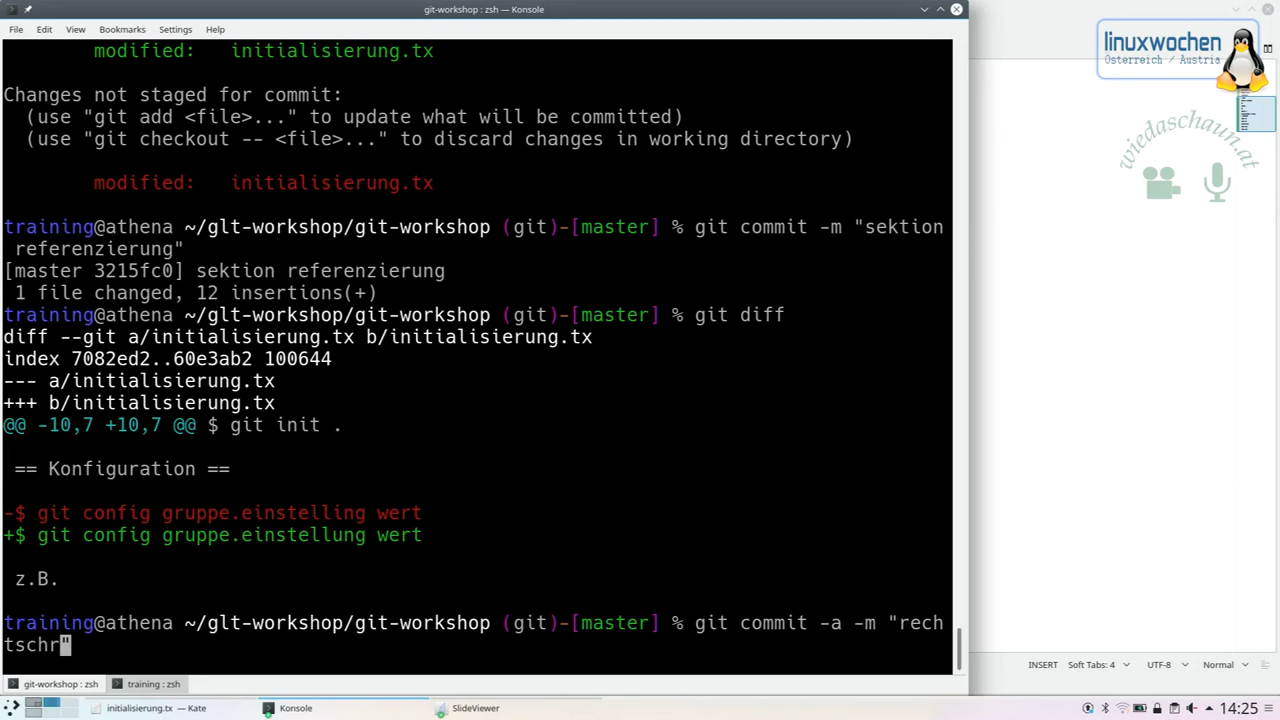 git-workshop : zsh — Konsole
File Edit View Bookmarks Settings Help
modified: initialisierung.tx
Changes not staged for commit:
(use "git add <file>..." to update what will be committed)
(use "git checkout -- <file>..." to discard changes in working directory)
modified: initialisierung.tx
training@athena ~/glt-workshop/git-workshop (git)-[master] % git commit -m "sektion
referenzierung"
[master 3215fc0] sektion referenzierung
1 file changed, 12 insertions(+)
training@athena ~/glt-workshop/git-workshop (git)-[master] % git diff
diff --git a/initialisierung.tx b/initialisierung.tx
index 7082ed2..60e3ab2 100644
--- a/initialisierung.tx
+++ b/initialisierung.tx
@@ -10,7 +10,7 @@ $ git init .
== Konfiguration ==
-$ git config gruppe.einstelling wert
+$ git config gruppe.einstellung wert
z.B.
training@athena ~/glt-workshop/git-workshop (git)-[master] % git commit -a -m "rech
tschr"
git-workshop : zsh training : zsh
linuxwochen
Österreich / Austria
wiedaschaun.at
INSERT Soft Tabs: 4 UTF-8 Normal
initialisierung.tx — Kate Konsole SlideViewer 14:25